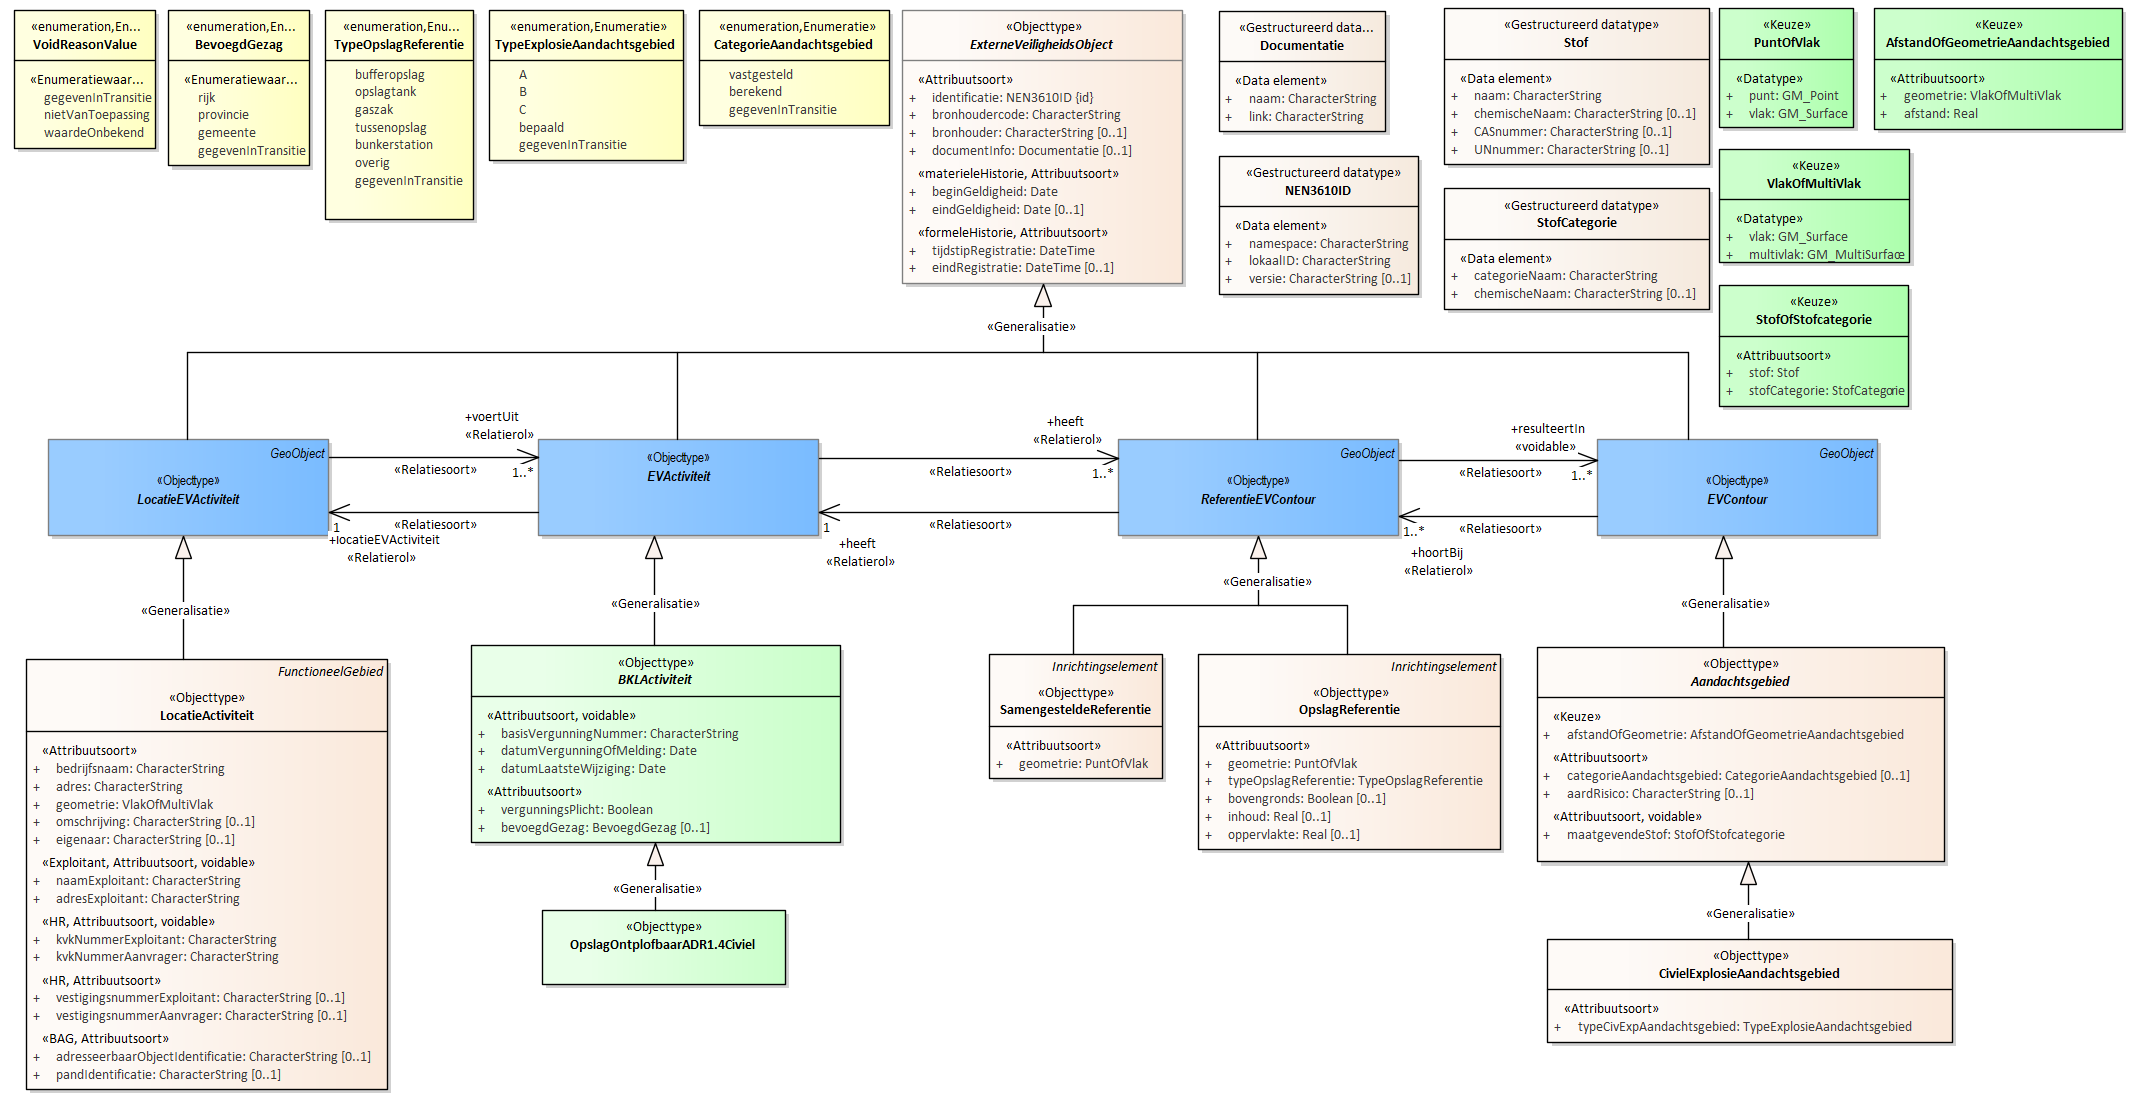 «enumeration,En...
VoidReasonValue
«Enumeratiewaar...
gegevenInTransitie
nietVanToepassing
waardeOnbekend
«enumeration,En...
BevoegdGezag
«Enumeratiewaar...
rijk
provincie
gemeente
gegevenInTransitie
«enumeration,Enu...
TypeOpslagReferentie
bufferopslag
opslagtank
gaszak
tussenopslag
bunkerstation
overig
gegevenInTransitie
«enumeration,Enumeratie»
TypeExplosieAandachtsgebied
A
B
C
bepaald
gegevenInTransitie
«enumeration,Enumeratie»
CategorieAandachtsgebied
vastgesteld
berekend
gegevenInTransitie
«Objecttype»
ExterneVeiligheidsObject
«Attribuutsoort»
+ identificatie: NEN3610ID {id}
+ bronhoudercode: CharacterString
+ bronhouder: CharacterString [0..1]
+ documentInfo: Documentatie [0..1]
«materieleHistorie, Attribuutsoort»
+ beginGeldigheid: Date
+ eindGeldigheid: Date [0..1]
«formeleHistorie, Attribuutsoort»
+ tijdstipRegistratie: DateTime
+ eindRegistratie: DateTime [0..1]
«Gestructureerd data...
Documentatie
«Data element»
+ naam: CharacterString
+ link: CharacterString
«Gestructureerd datatype»
NEN3610ID
«Data element»
+ namespace: CharacterString
+ lokaalID: CharacterString
+ versie: CharacterString [0..1]
«Gestructureerd datatype»
Stof
«Data element»
+ naam: CharacterString
+ chemischeNaam: CharacterString [0..1]
+ CASnummer: CharacterString [0..1]
+ UNnummer: CharacterString [0..1]
«Gestructureerd datatype»
StofCategorie
«Data element»
+ categorieNaam: CharacterString
+ chemischeNaam: CharacterString [0..1]
«Keuze»
PuntOfVlak
«Datatype»
+ punt: GM_Point
+ vlak: GM_Surface
«Keuze»
AfstandOfGeometrieAandachtsgebied
«Attribuutsoort»
+ geometrie: VlakOfMultiVlak
+ afstand: Real
«Keuze»
VlakOfMultiVlak
«Datatype»
+ vlak: GM_Surface
+ multivlak: GM_MultiSurface
«Keuze»
StofOfStofcategorie
«Attribuutsoort»
+ stof: Stof
+ stofCategorie: StofCategorie
«Generalisatie»
GeoObject
«Objecttype»
LocatieEVActiviteit
+voertUit
«Relatierol»
1..*
«Relatiesoort»
«Relatiesoort»
1
+locatieEVActiviteit
«Relatierol»
«Objecttype»
EVActiviteit
+heeft
«Relatierol»
1..*
«Relatiesoort»
«Relatiesoort»
1
+heeft
«Relatierol»
GeoObject
«Objecttype»
ReferentieEVContour
+resulteertIn
«voidable»
1..*
«Relatiesoort»
«Relatiesoort»
1..*
+hoortBij
«Relatierol»
GeoObject
«Objecttype»
EVContour
«Generalisatie»
«Generalisatie»
«Generalisatie»
«Generalisatie»
FunctioneelGebied
«Objecttype»
LocatieActiviteit
«Attribuutsoort»
+ bedrijfsnaam: CharacterString
+ adres: CharacterString
+ geometrie: VlakOfMultiVlak
+ omschrijving: CharacterString [0..1]
+ eigenaar: CharacterString [0..1]
«Exploitant, Attribuutsoort, voidable»
+ naamExploitant: CharacterString
+ adresExploitant: CharacterString
«HR, Attribuutsoort, voidable»
+ kvkNummerExploitant: CharacterString
+ kvkNummerAanvrager: CharacterString
«HR, Attribuutsoort»
+ vestigingsnummerExploitant: CharacterString [0..1]
+ vestigingsnummerAanvrager: CharacterString [0..1]
«BAG, Attribuutsoort»
+ adresseerbaarObjectIdentificatie: CharacterString [0..1]
+ pandIdentificatie: CharacterString [0..1]
«Objecttype»
BKLActiviteit
«Attribuutsoort, voidable»
+ basisVergunningNummer: CharacterString
+ datumVergunningOfMelding: Date
+ datumLaatsteWijziging: Date
«Attribuutsoort»
+ vergunningsPlicht: Boolean
+ bevoegdGezag: BevoegdGezag [0..1]
«Generalisatie»
«Objecttype»
OpslagOntplofbaarADR1.4Civiel
Inrichtingselement
«Objecttype»
SamengesteldeReferentie
«Attribuutsoort»
+ geometrie: PuntOfVlak
Inrichtingselement
«Objecttype»
OpslagReferentie
«Attribuutsoort»
+ geometrie: PuntOfVlak
+ typeOpslagReferentie: TypeOpslagReferentie
+ bovengronds: Boolean [0..1]
+ inhoud: Real [0..1]
+ oppervlakte: Real [0..1]
«Objecttype»
Aandachtsgebied
«Keuze»
+ afstandOfGeometrie: AfstandOfGeometrieAandachtsgebied
«Attribuutsoort»
+ categorieAandachtsgebied: CategorieAandachtsgebied [0..1]
+ aardRisico: CharacterString [0..1]
«Attribuutsoort, voidable»
+ maatgevendeStof: StofOfStofcategorie
«Generalisatie»
«Objecttype»
CivielExplosieAandachtsgebied
«Attribuutsoort»
+ typeCivExpAandachtsgebied: TypeExplosieAandachtsgebied